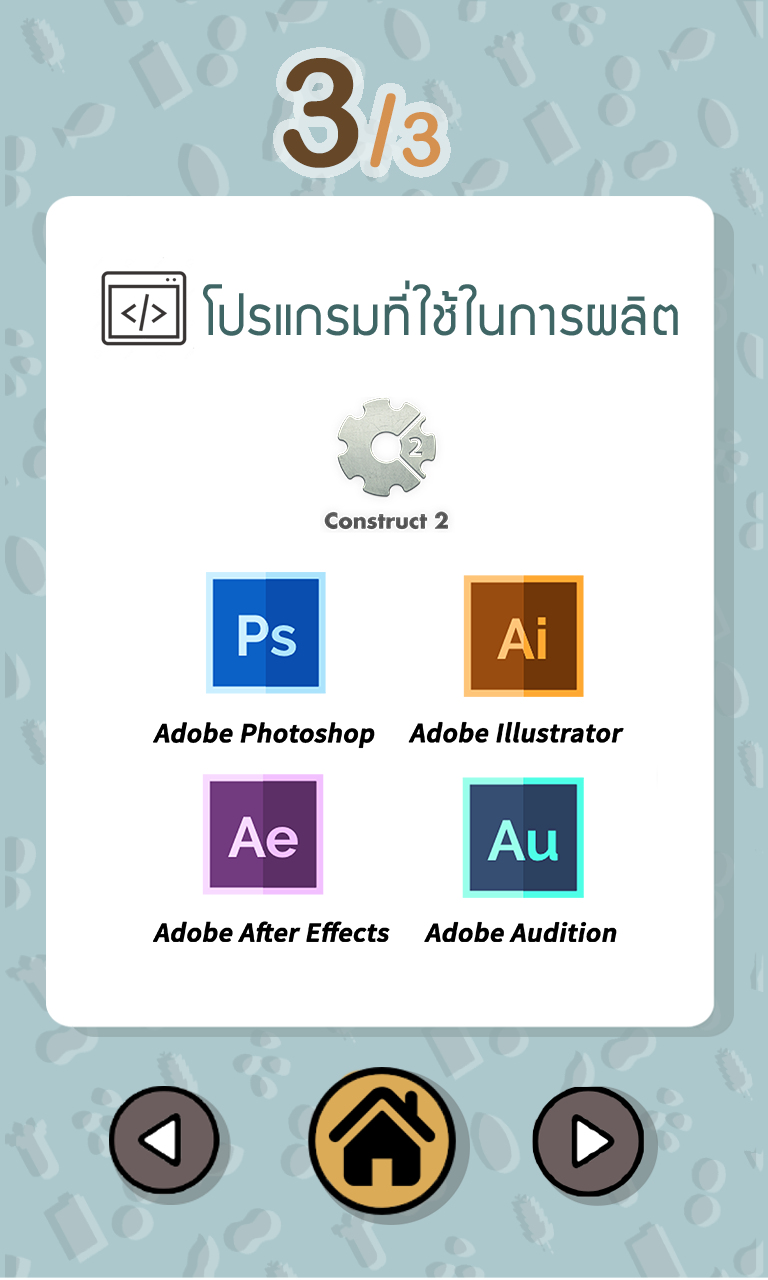 3/3
</> โปรแกรมที่ใช้ในการผลิต
2
Construct 2
Ps Ai
Adobe Photoshop Adobe Illustrator
Ae Au
Adobe After Effects Adobe Audition